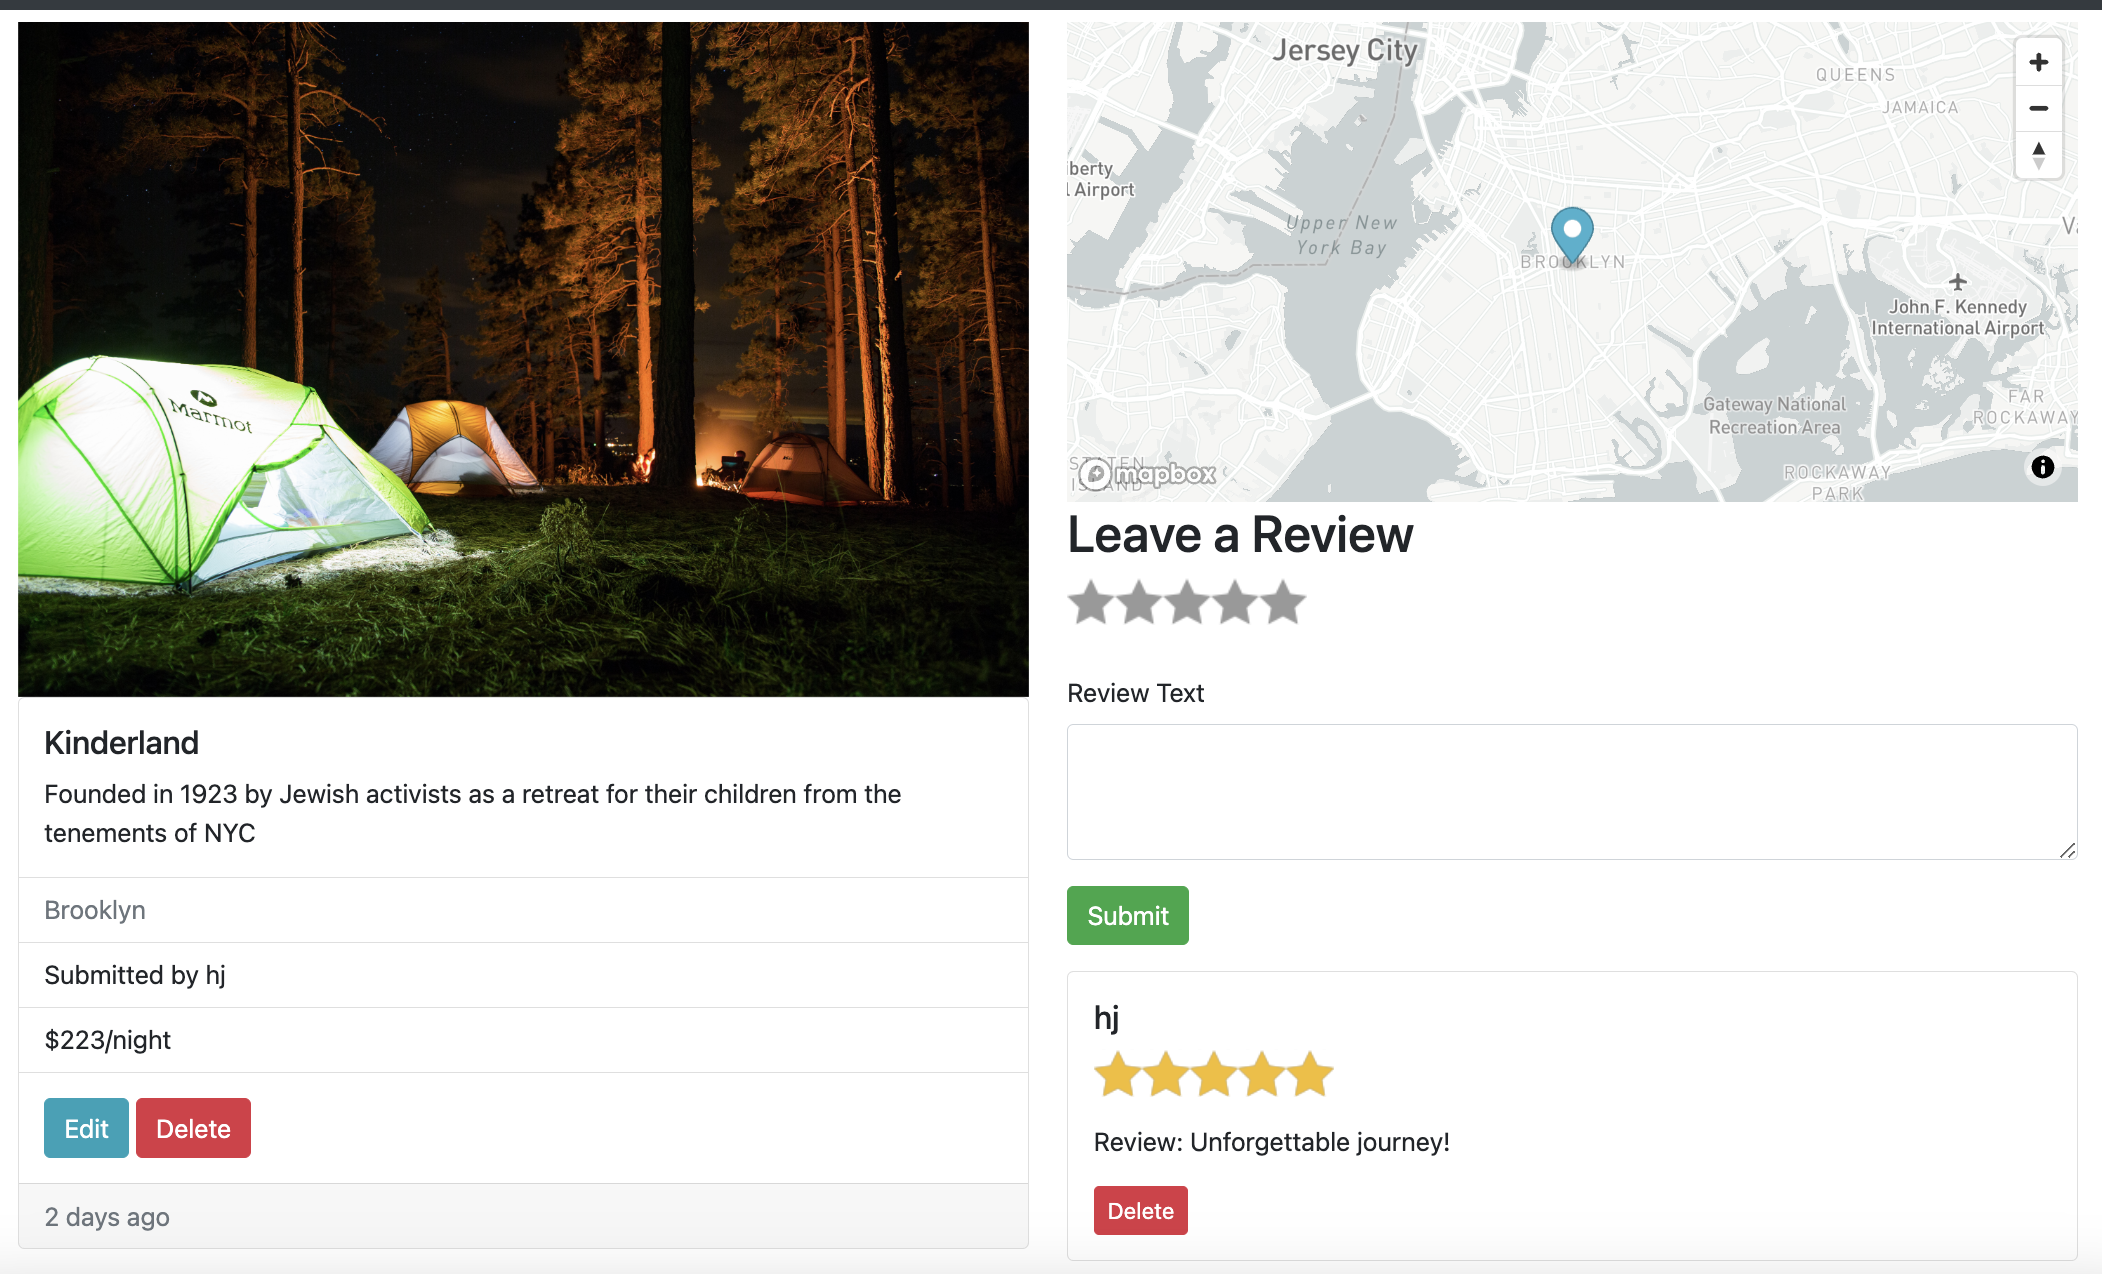 Marmot
Kinderland
Founded in 1923 by Jewish activists as a retreat for their children from the
tenements of NYC
Brooklyn
Submitted by hj
$223/night
Edit Delete
2 days ago
Jersey City
QUEENS
JAMAICA
iberty
l Airport
Upper New
York Bay
BROOKLYN
John F. Kennedy
International Airport
Gateway National
Recreation Area
FAR
ROCKAWAY
ROCKAWAY
PARK
STATEN
ISLAND
mapbox
Leave a Review
Review Text
Submit
hj
Review: Unforgettable journey!
Delete